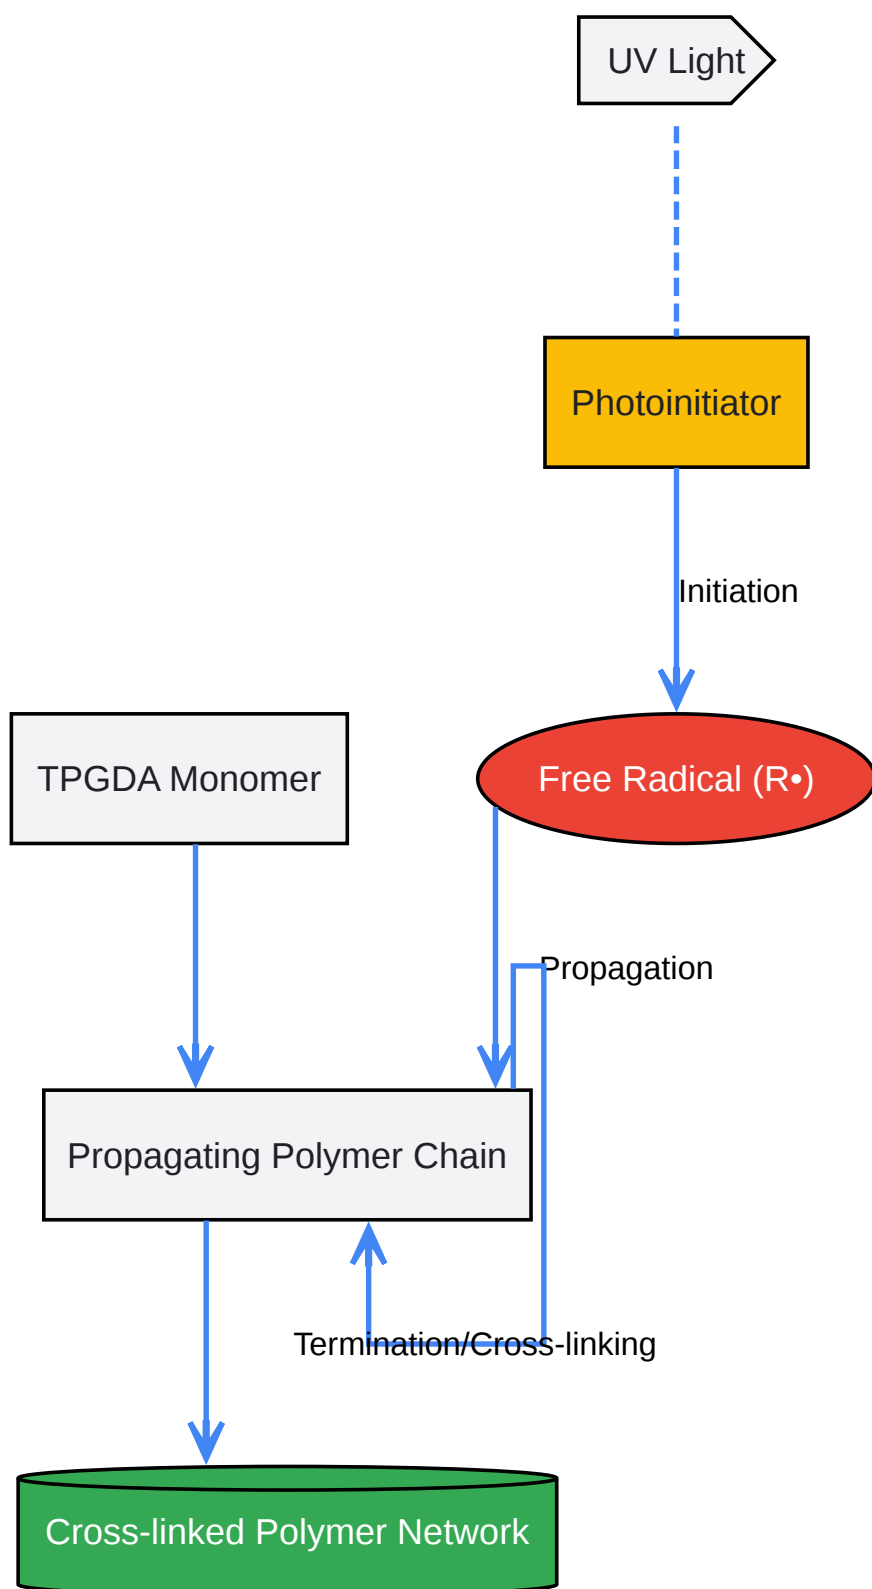 UV Light
Photoinitiator
Initiation
TPGDA Monomer
Free Radical (R•)
Propagation
Propagating Polymer Chain
Termination/Cross-linking
Cross-linked Polymer Network